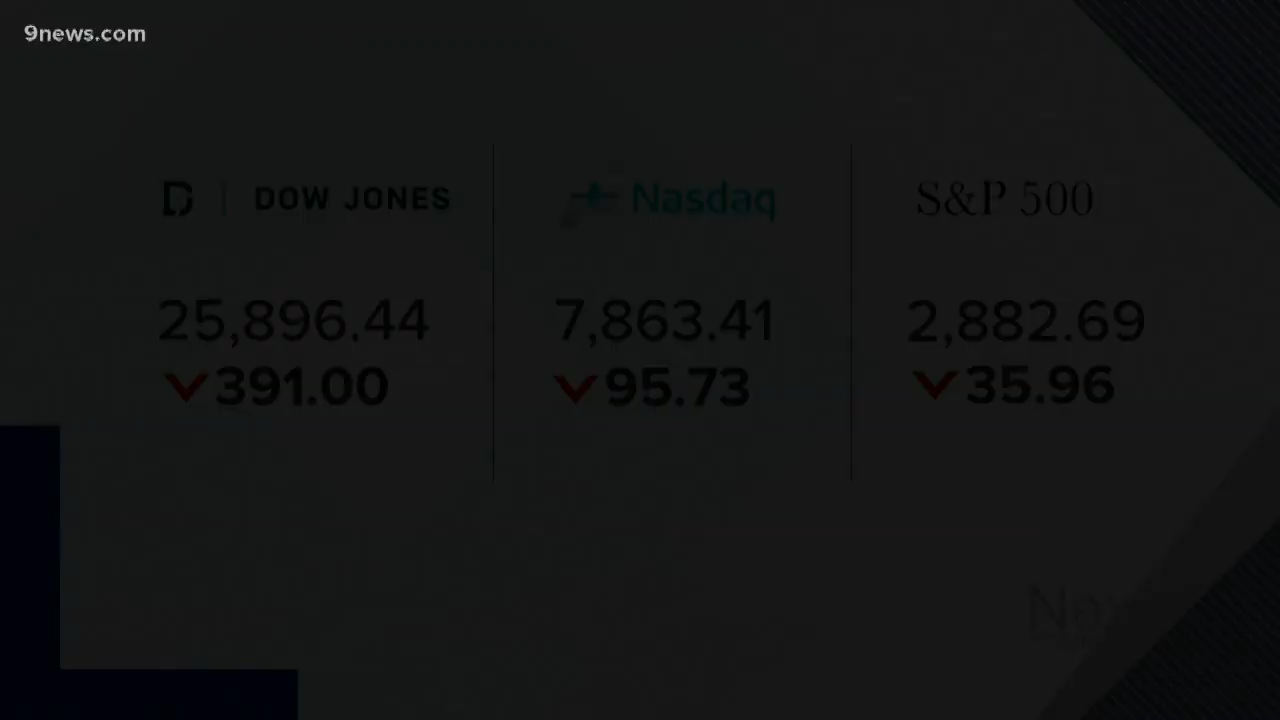 9news.com
DOW JONES
Nasdaq
S&P 500
25,896.44
7,863.41
2,882.69
391.00
95.73
35.96